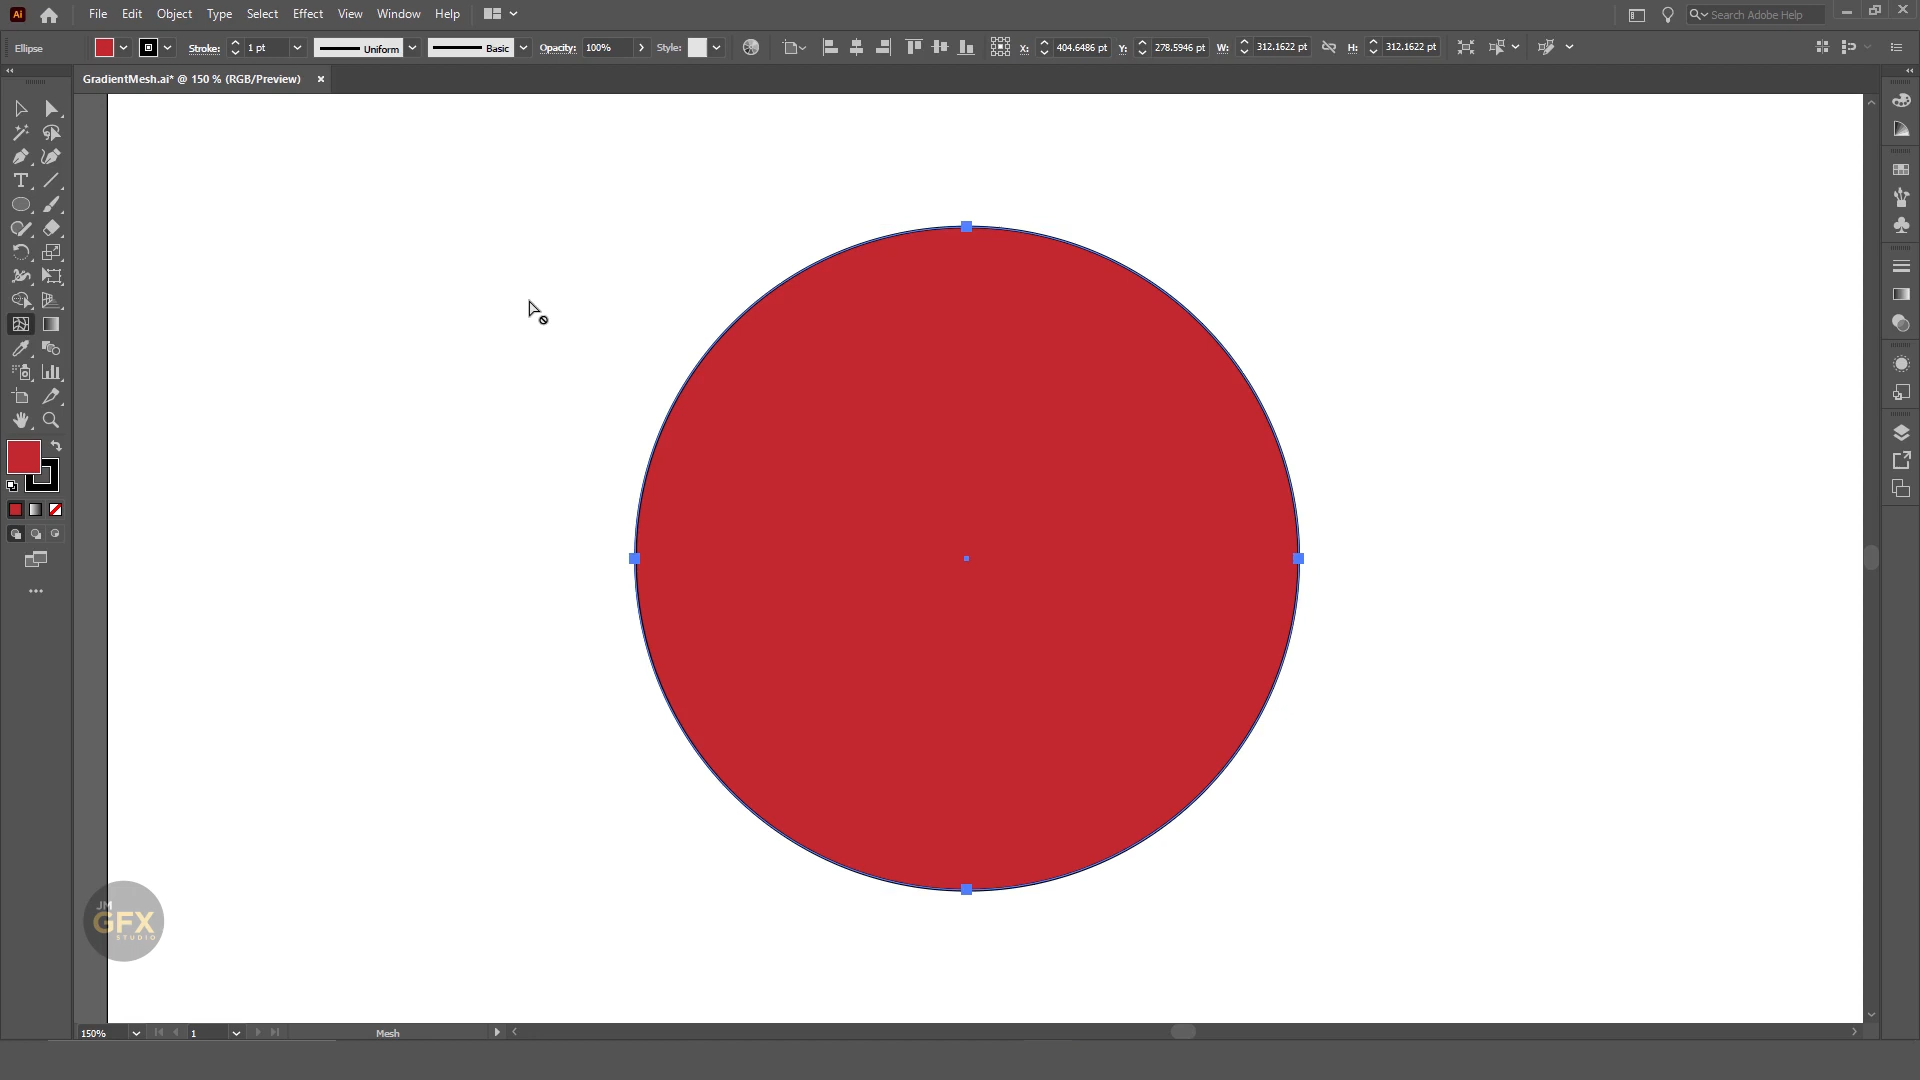 Ai File Edit Object Type Select Effect View Window Help Search Adobe Help
Ellipse Stroke: 1 pt Uniform Basic Opacity: 100% Style: X: 404.6486 pt Y: 278.5946 pt W: 312.1622 pt H: 312.1622 pt
GradientMesh.ai* @ 150 % (RGB/Preview) ×
JM
GFX
STUDIO
150% 1 Mesh